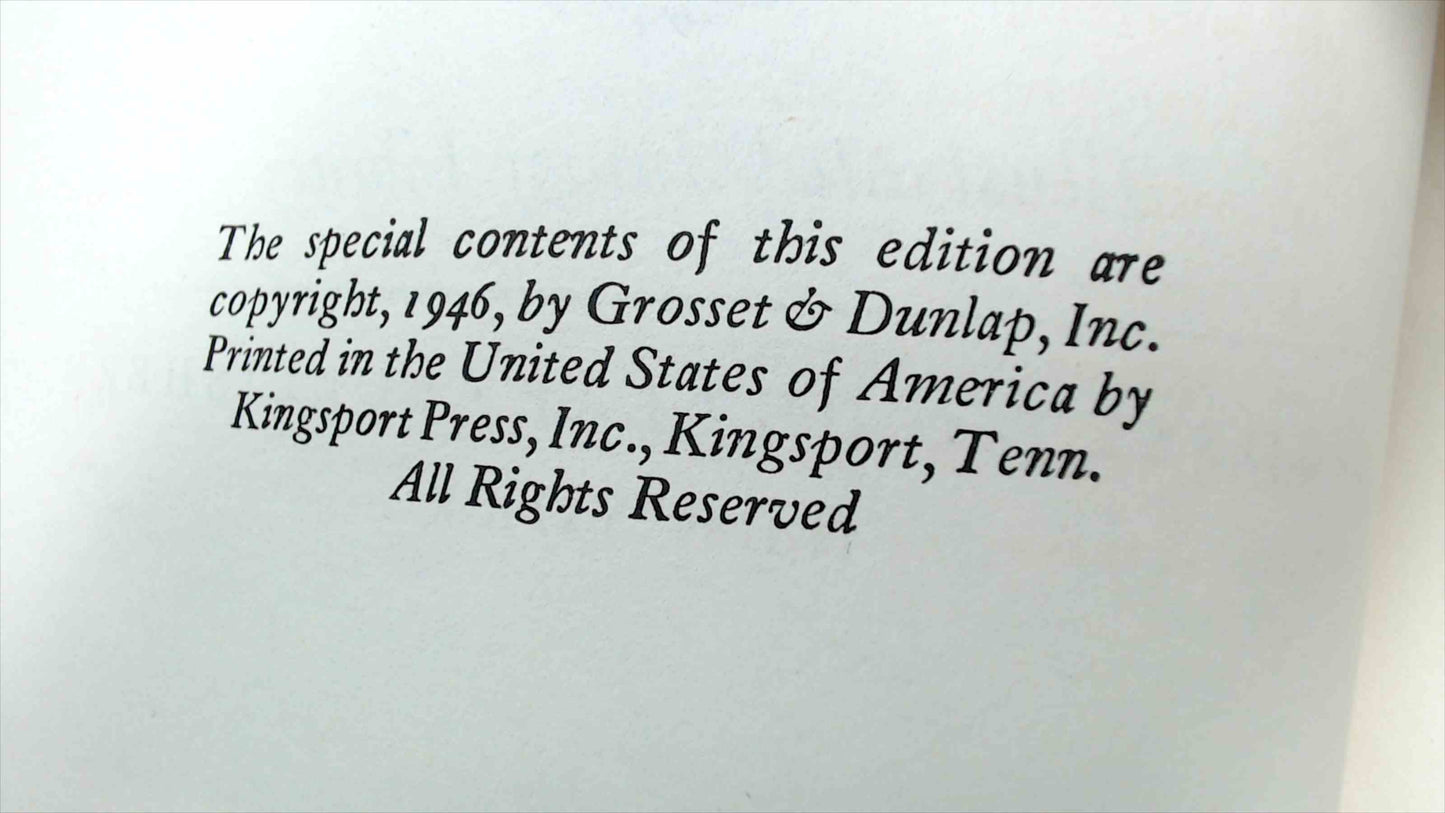 The special contents of this edition are
copyright, 1946, by Grosset & Dunlap, Inc.
Printed in the United States of America by
Kingsport Press, Inc., Kingsport, Tenn.
All Rights Reserved